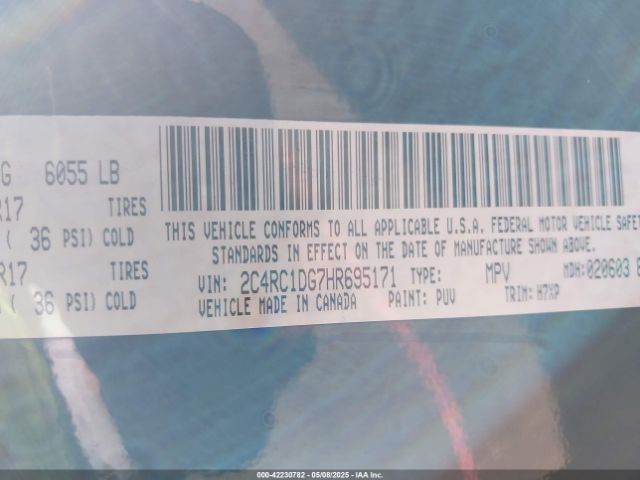 G 6055 LB
R17 TIRES
( 36 PSI) COLD
R17 TIRES
( 36 PSI) COLD
THIS VEHICLE CONFORMS TO ALL APPLICABLE U.S.A. FEDERAL MOTOR VEHICLE SAFE
STANDARDS IN EFFECT ON THE DATE OF MANUFACTURE SHOWN ABOVE.
VIN: 2C4RC1DG7HR695171 TYPE: MPV MDH: 020603
VEHICLE MADE IN CANADA PAINT: PUV TRIM: H7XP
000-42230782 - 05/08/2025 - IAA Inc.